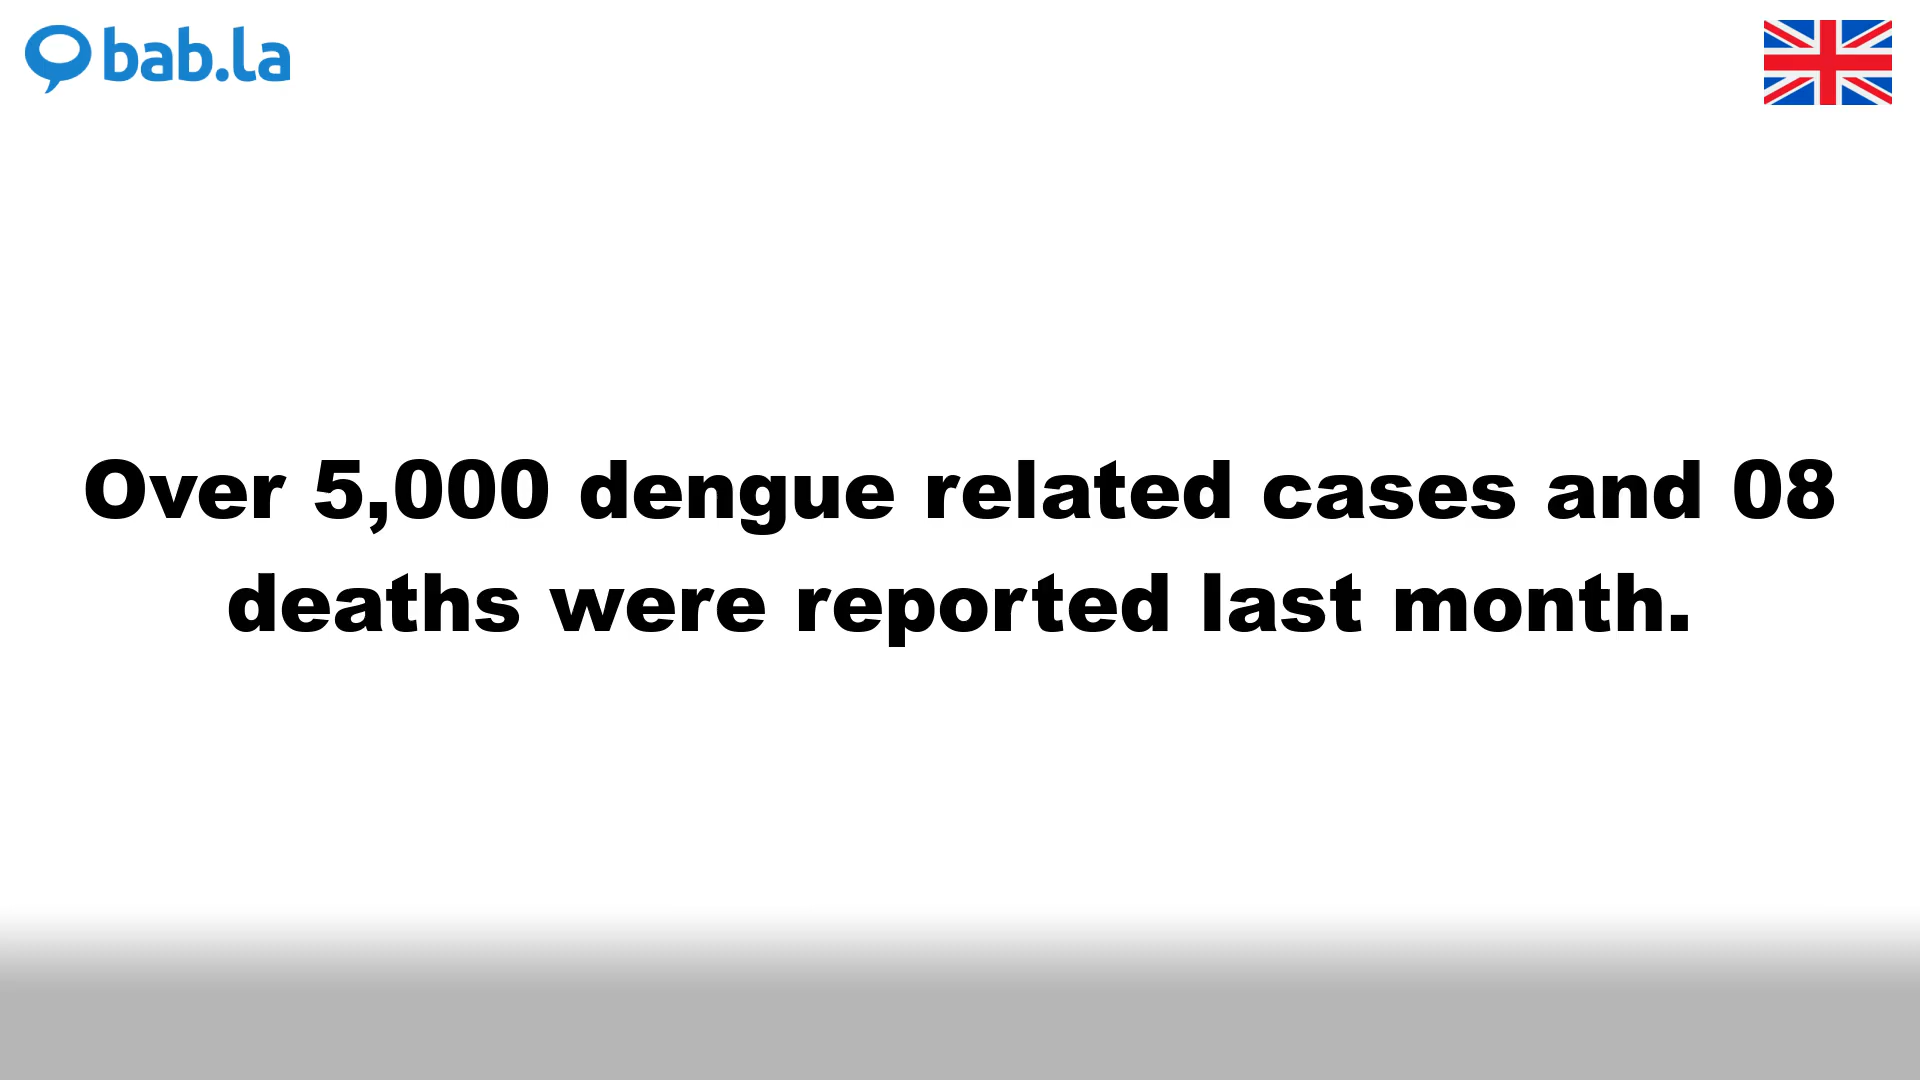 bab.la
Over 5,000 dengue related cases and 08
deaths were reported last month.